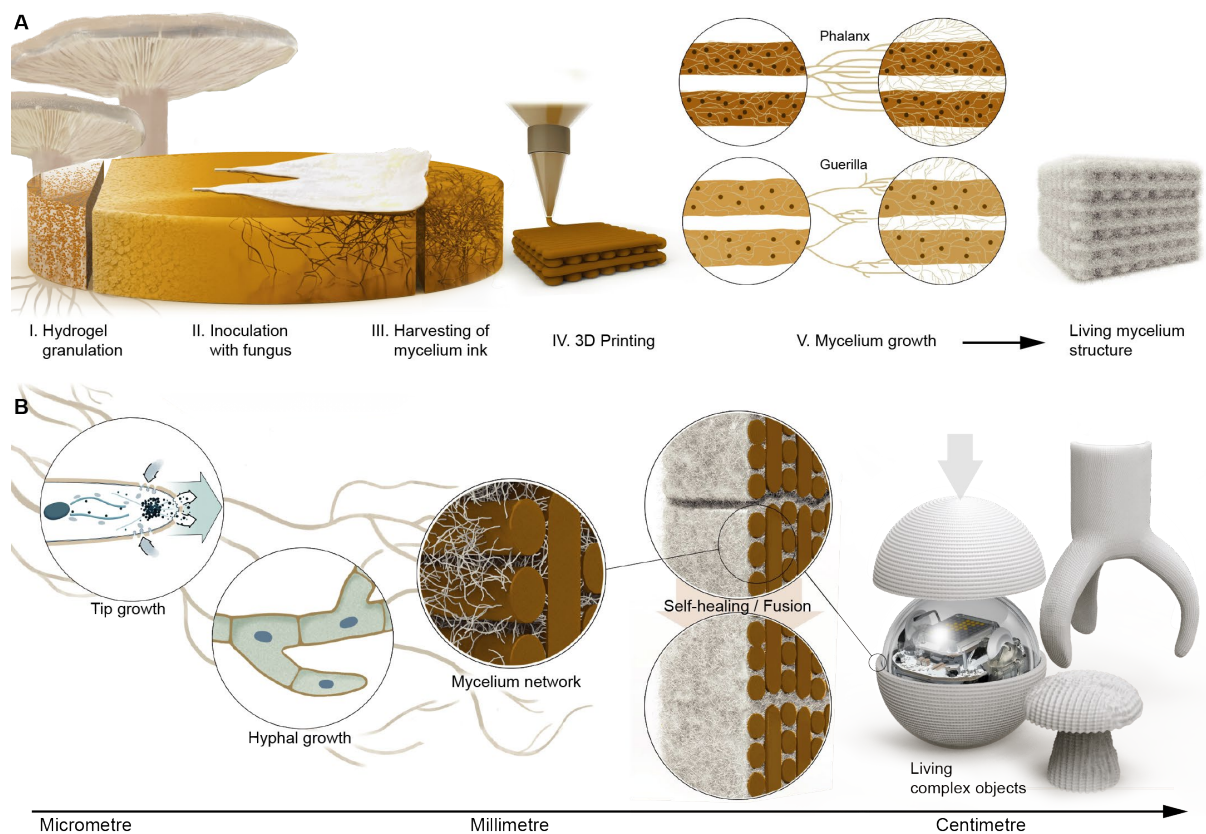 A
Phalanx
Guerilla
I. Hydrogel
granulation
II. Inoculation
with fungus
III. Harvesting of
mycelium ink
IV. 3D Printing
V. Mycelium growth
Living mycelium
structure
B
Tip growth
Hyphal growth
Mycelium network
Self-healing / Fusion
Living
complex objects
Micrometre
Millimetre
Centimetre